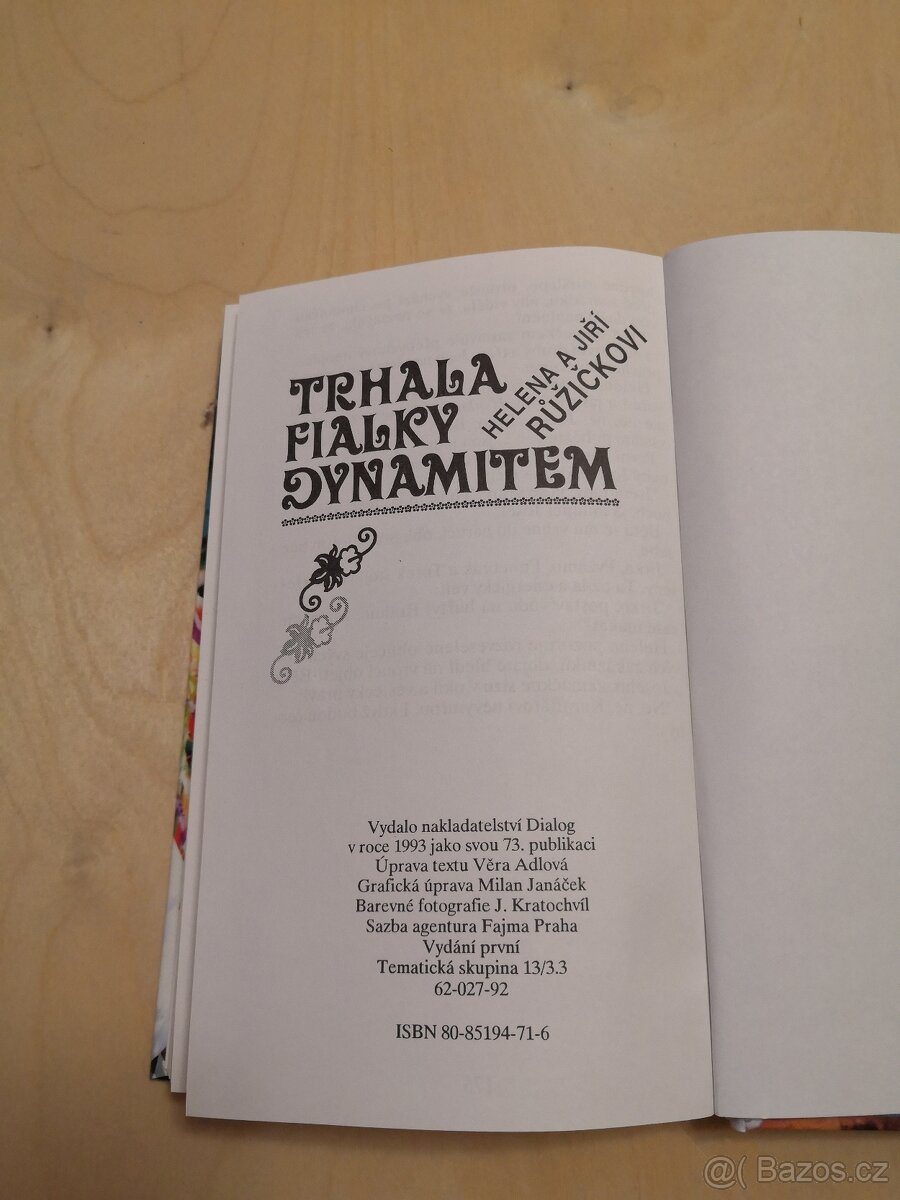 TRHALA
FIALKY
DYNAMITEM
HELENA A JIŘÍ
RŮŽIČKOVI
Vydalo nakladatelství Dialog
v roce 1993 jako svou 73. publikaci
Úprava textu Věra Adlová
Grafická úprava Milan Janáček
Barevné fotografie J. Kratochvíl
Sazba agentura Fajma Praha
Vydání první
Tematická skupina 13/3.3
62-027-92
ISBN 80-85194-71-6
@( Bazos.cz